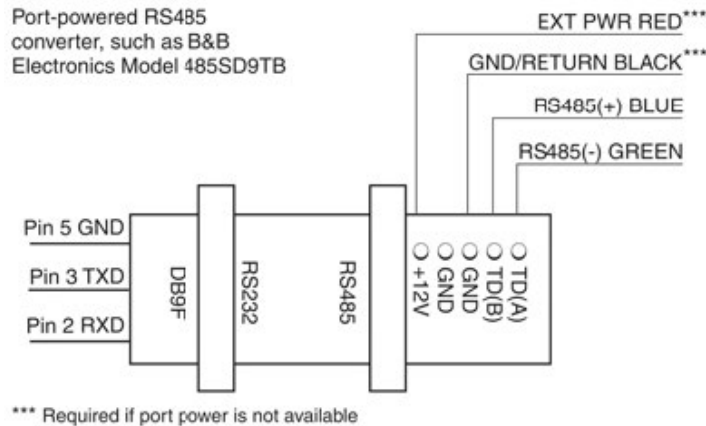 Port-powered RS485
converter, such as B&B
Electronics Model 485SD9TB
EXT PWR RED***
GND/RETURN BLACK***
RS485(+) BLUE
RS485(-) GREEN
Pin 5 GND
Pin 3 TXD
Pin 2 RXD
DB9F
RS232
RS485
+12V
GND
GND
TD(B)
TD(A)
*** Required if port power is not available